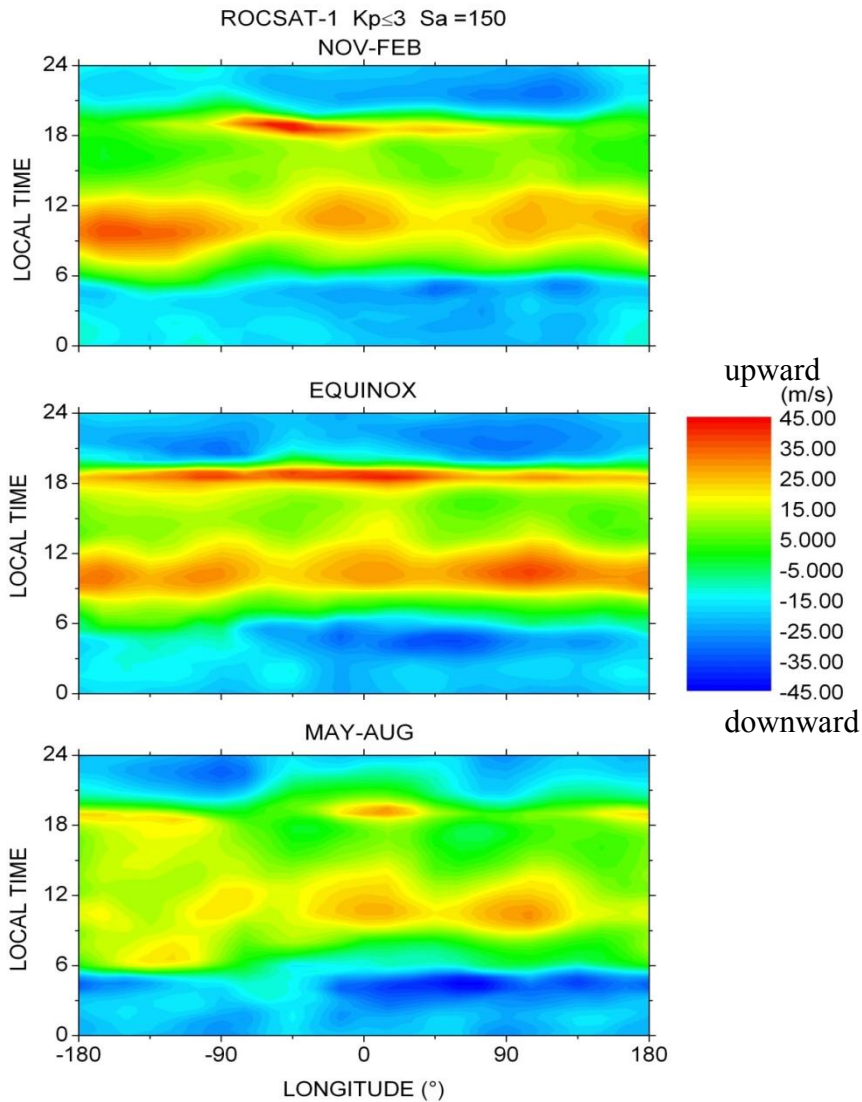 ROCSAT-1 Kp≤3 Sa =150
NOV-FEB
24
18
12
6
0
LOCAL TIME
EQUINOX
24
18
12
6
0
LOCAL TIME
upward
(m/s)
45.00
35.00
25.00
15.00
5.000
-5.000
-15.00
-25.00
-35.00
-45.00
downward
MAY-AUG
24
18
12
6
0
LOCAL TIME
-180 -90 0 90 180
LONGITUDE (°)